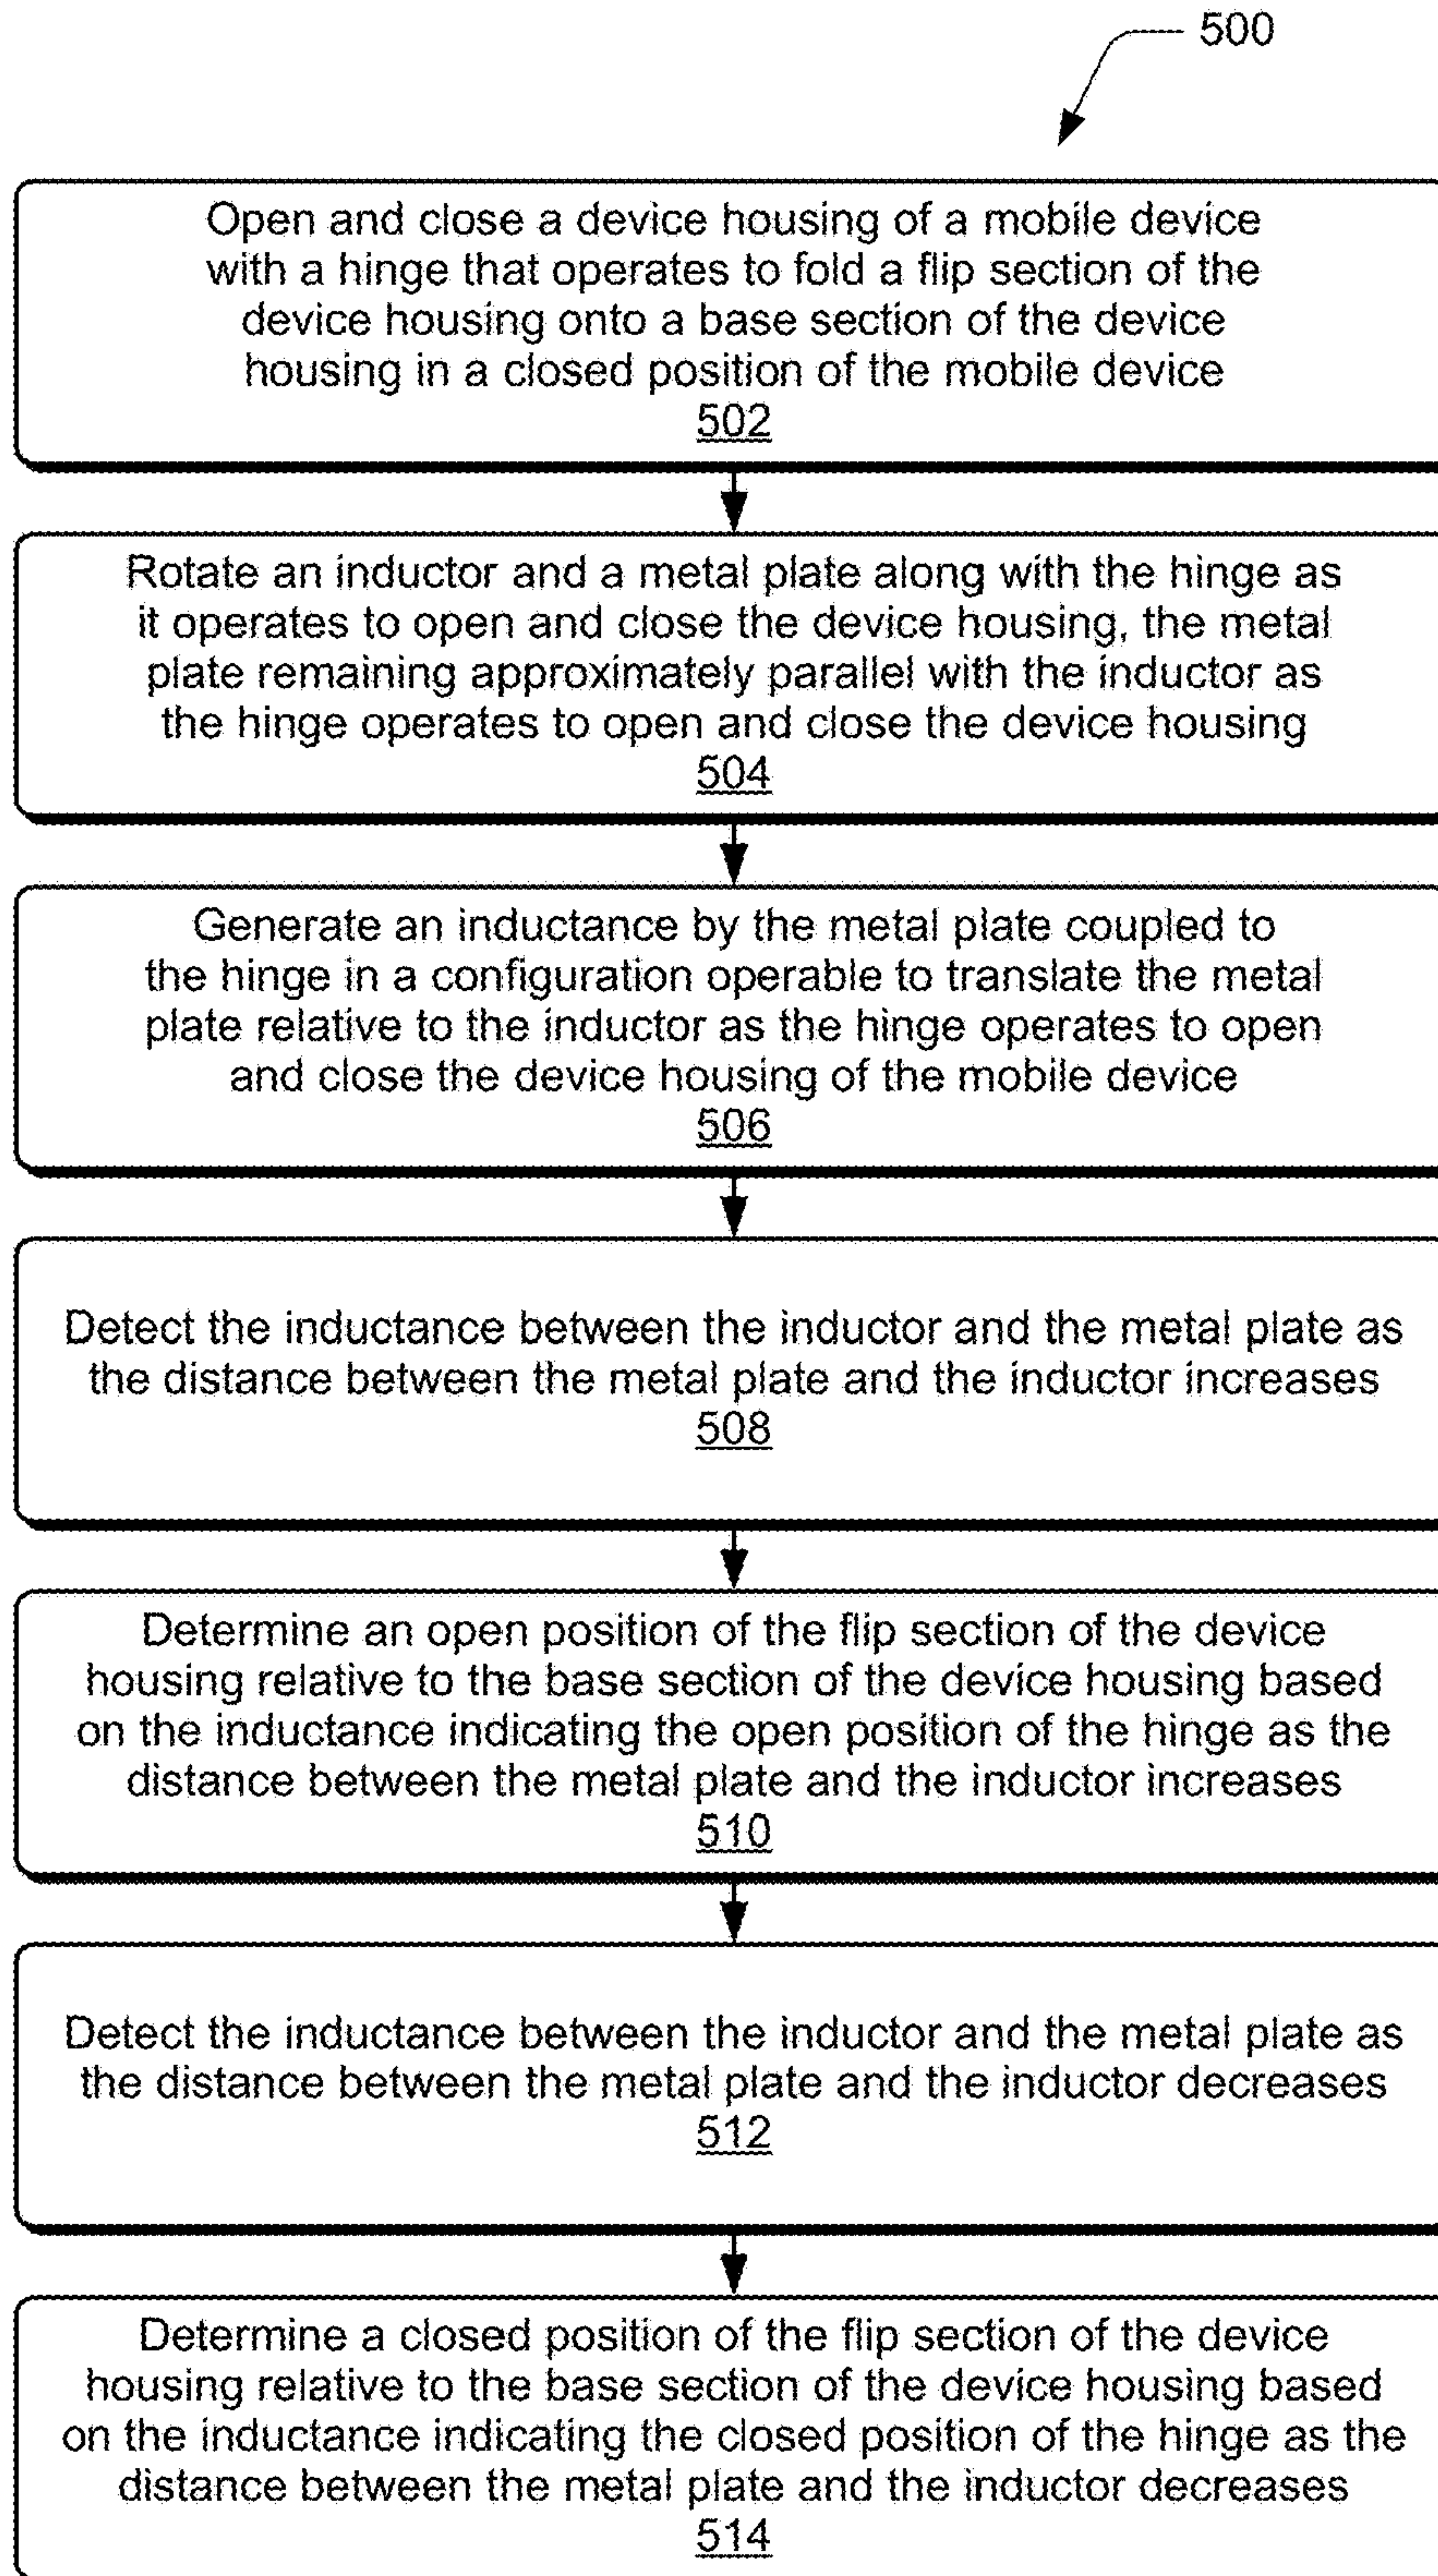 500
Open and close a device housing of a mobile device
with a hinge that operates to fold a flip section of the
device housing onto a base section of the device
housing in a closed position of the mobile device
502
Rotate an inductor and a metal plate along with the hinge as
it operates to open and close the device housing, the metal
plate remaining approximately parallel with the inductor as
the hinge operates to open and close the device housing
504
Generate an inductance by the metal plate coupled to
the hinge in a configuration operable to translate the metal
plate relative to the inductor as the hinge operates to open
and close the device housing of the mobile device
506
Detect the inductance between the inductor and the metal plate as
the distance between the metal plate and the inductor increases
508
Determine an open position of the flip section of the device
housing relative to the base section of the device housing based
on the inductance indicating the open position of the hinge as the
distance between the metal plate and the inductor increases
510
Detect the inductance between the inductor and the metal plate as
the distance between the metal plate and the inductor decreases
512
Determine a closed position of the flip section of the device
housing relative to the base section of the device housing based
on the inductance indicating the closed position of the hinge as the
distance between the metal plate and the inductor decreases
514